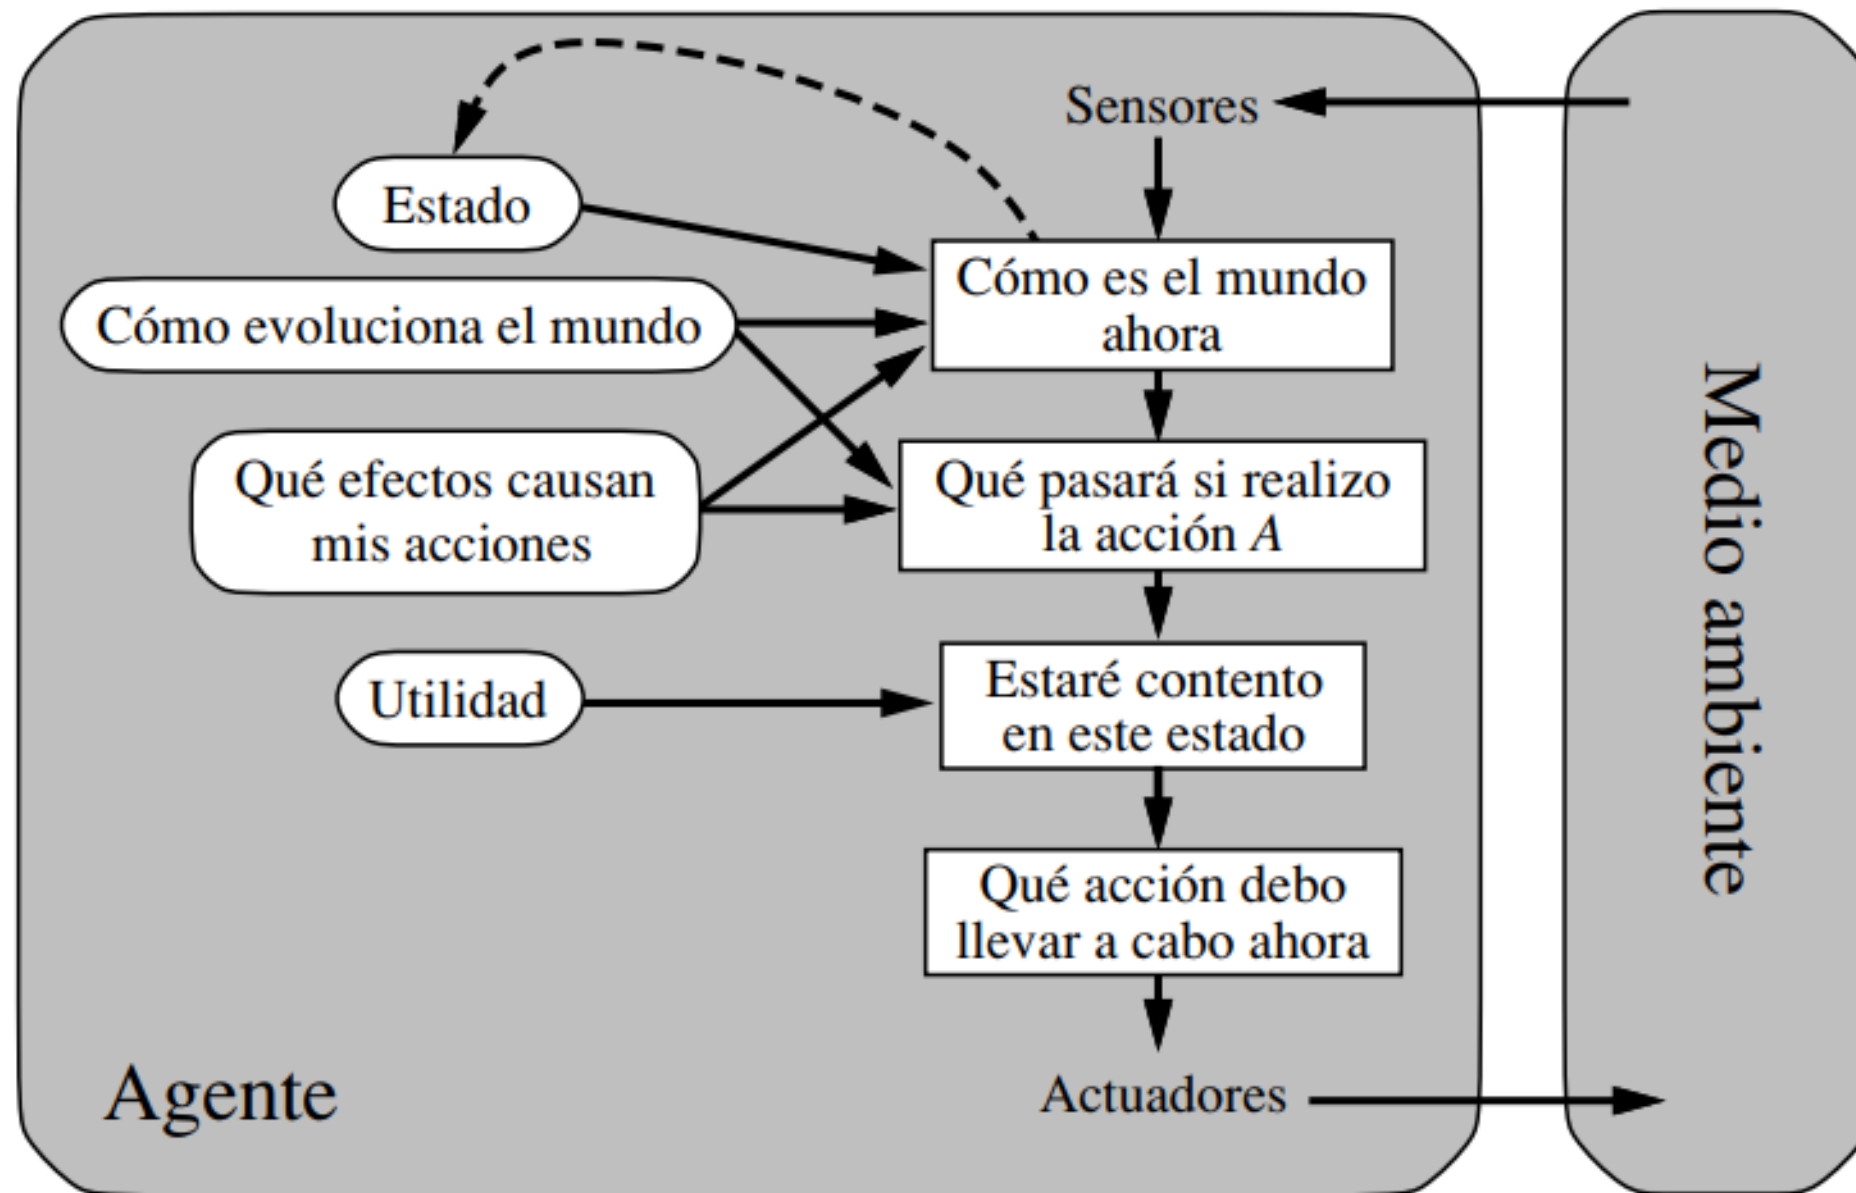 Sensores
Estado
Cómo es el mundo
ahora
Cómo evoluciona el mundo
Qué efectos causan
mis acciones
Qué pasará si realizo
la acción A
Utilidad
Estaré contento
en este estado
Qué acción debo
llevar a cabo ahora
Agente
Actuadores
Medio ambiente